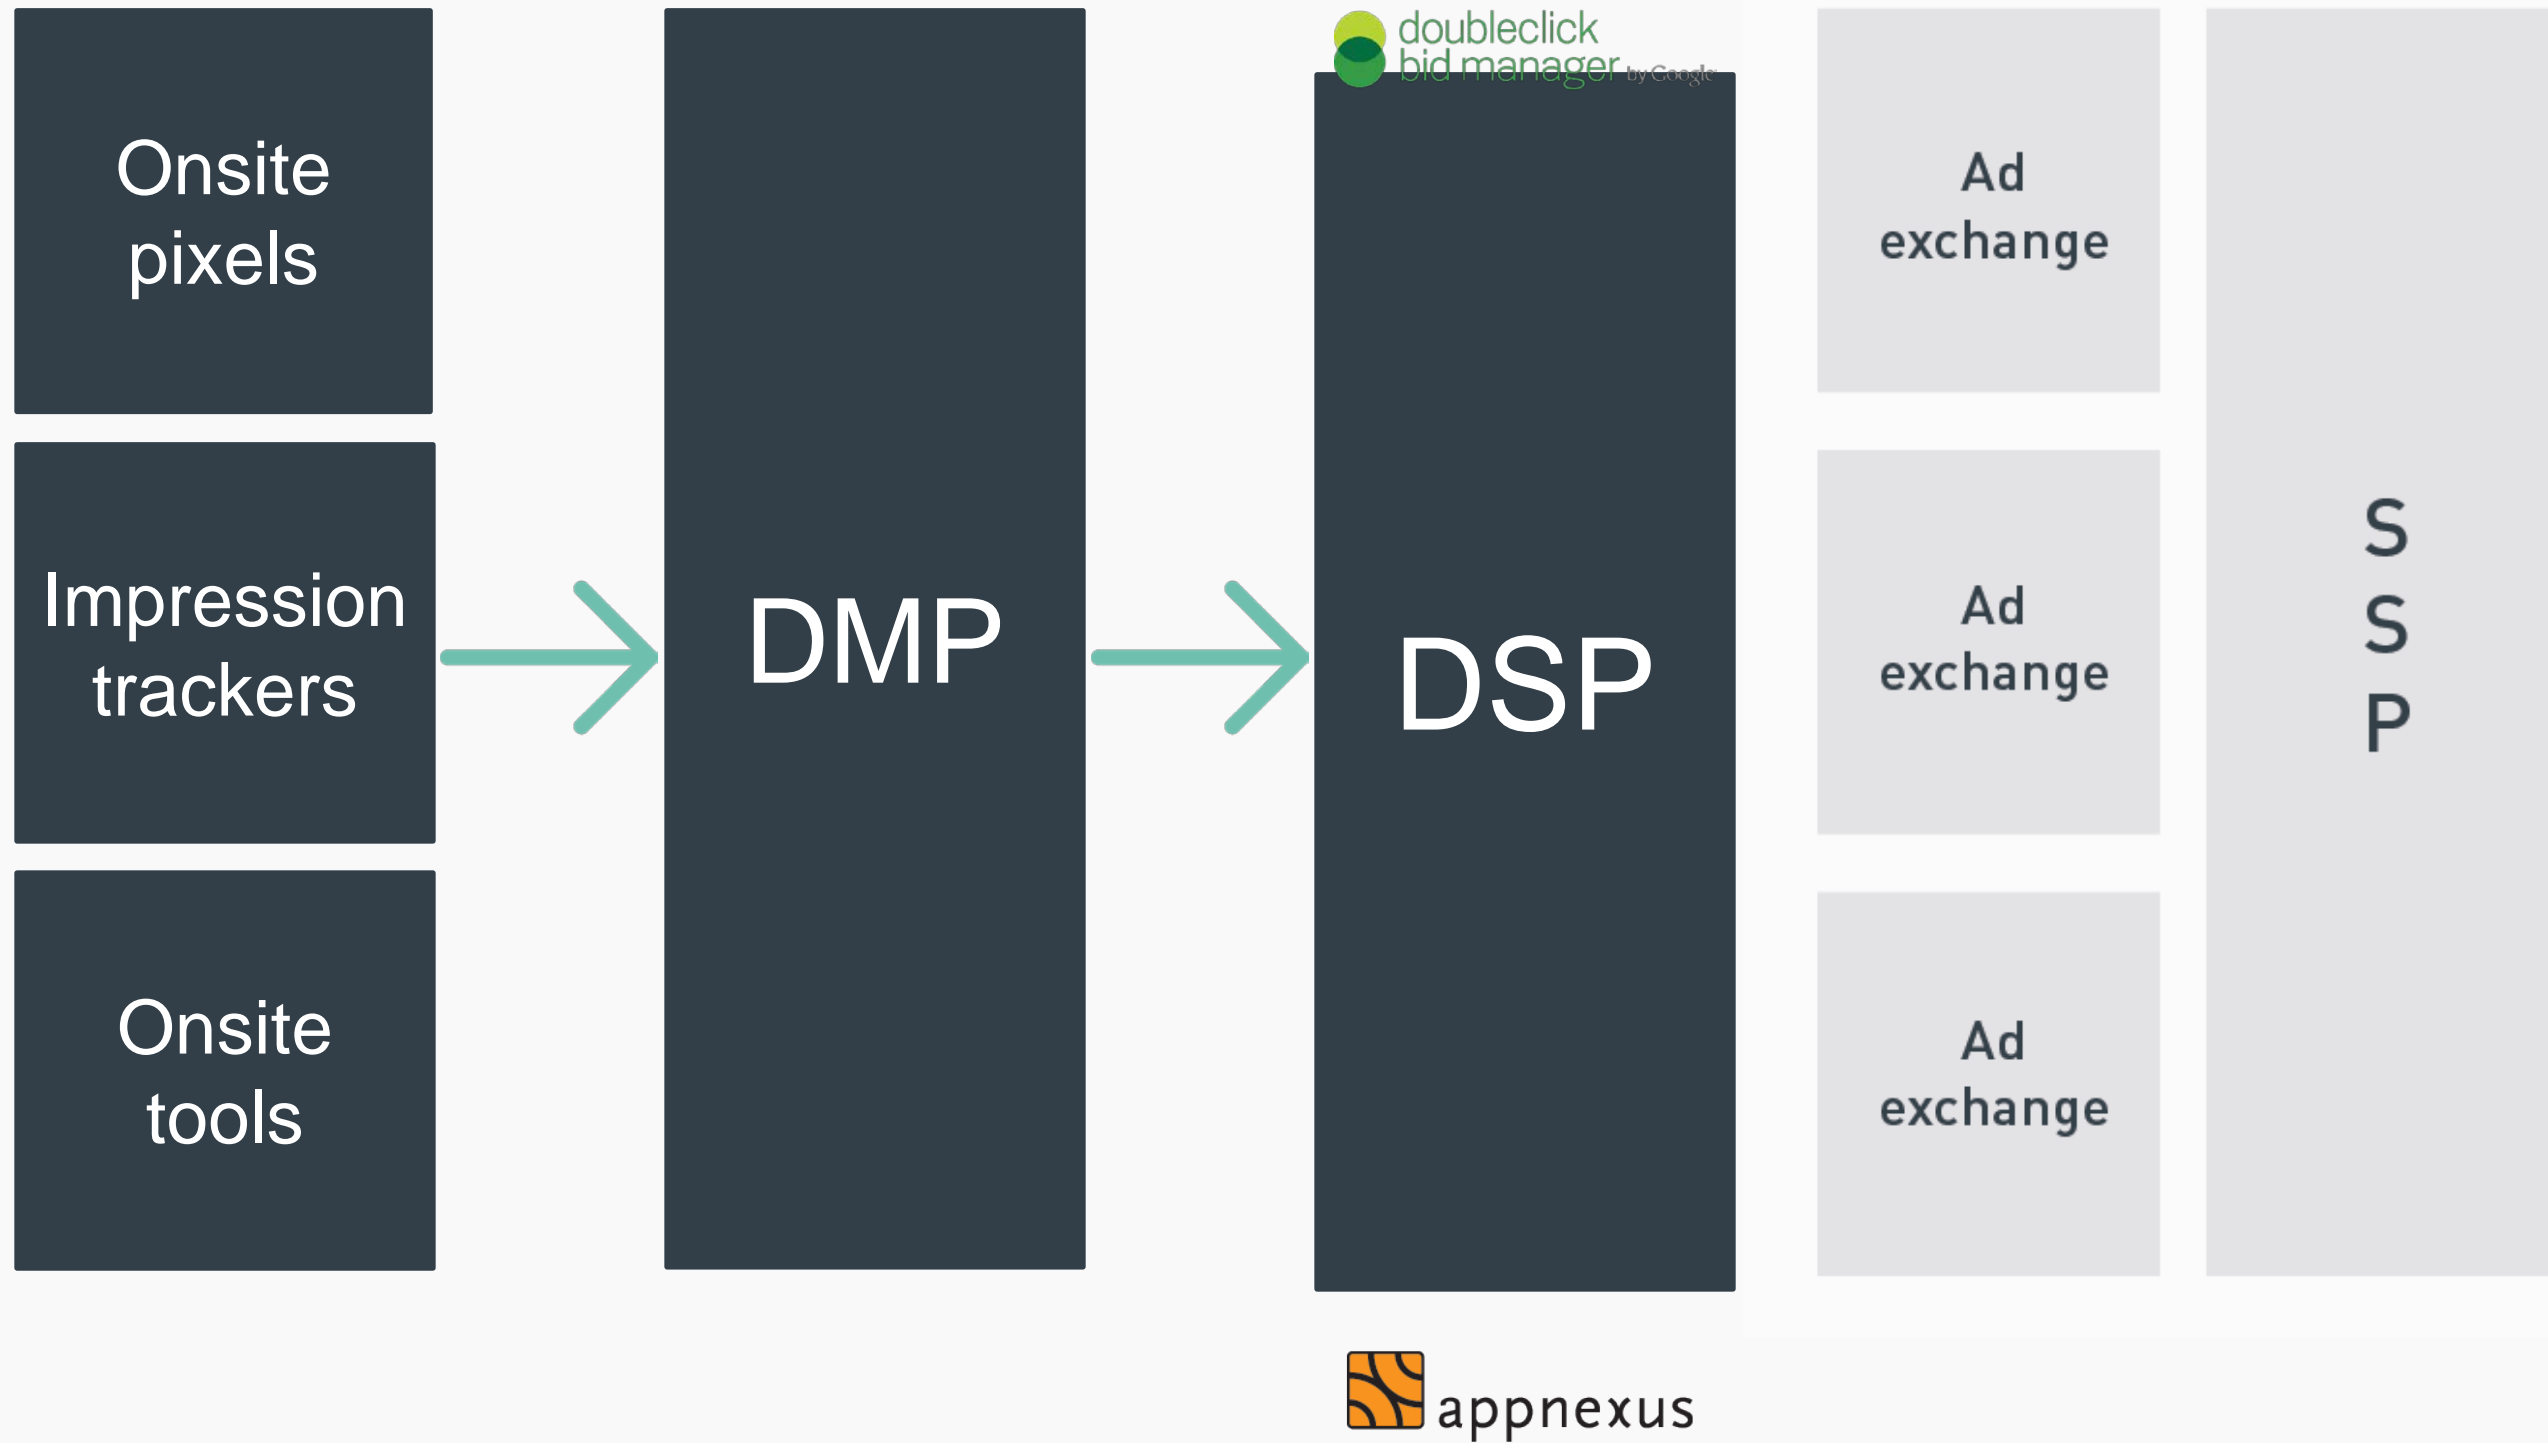 Onsite
pixels
Impression
trackers
Onsite
tools
DMP
doubleclick
bid manager by Google
DSP
appnexus
Ad
exchange
Ad
exchange
Ad
exchange
S
S
P